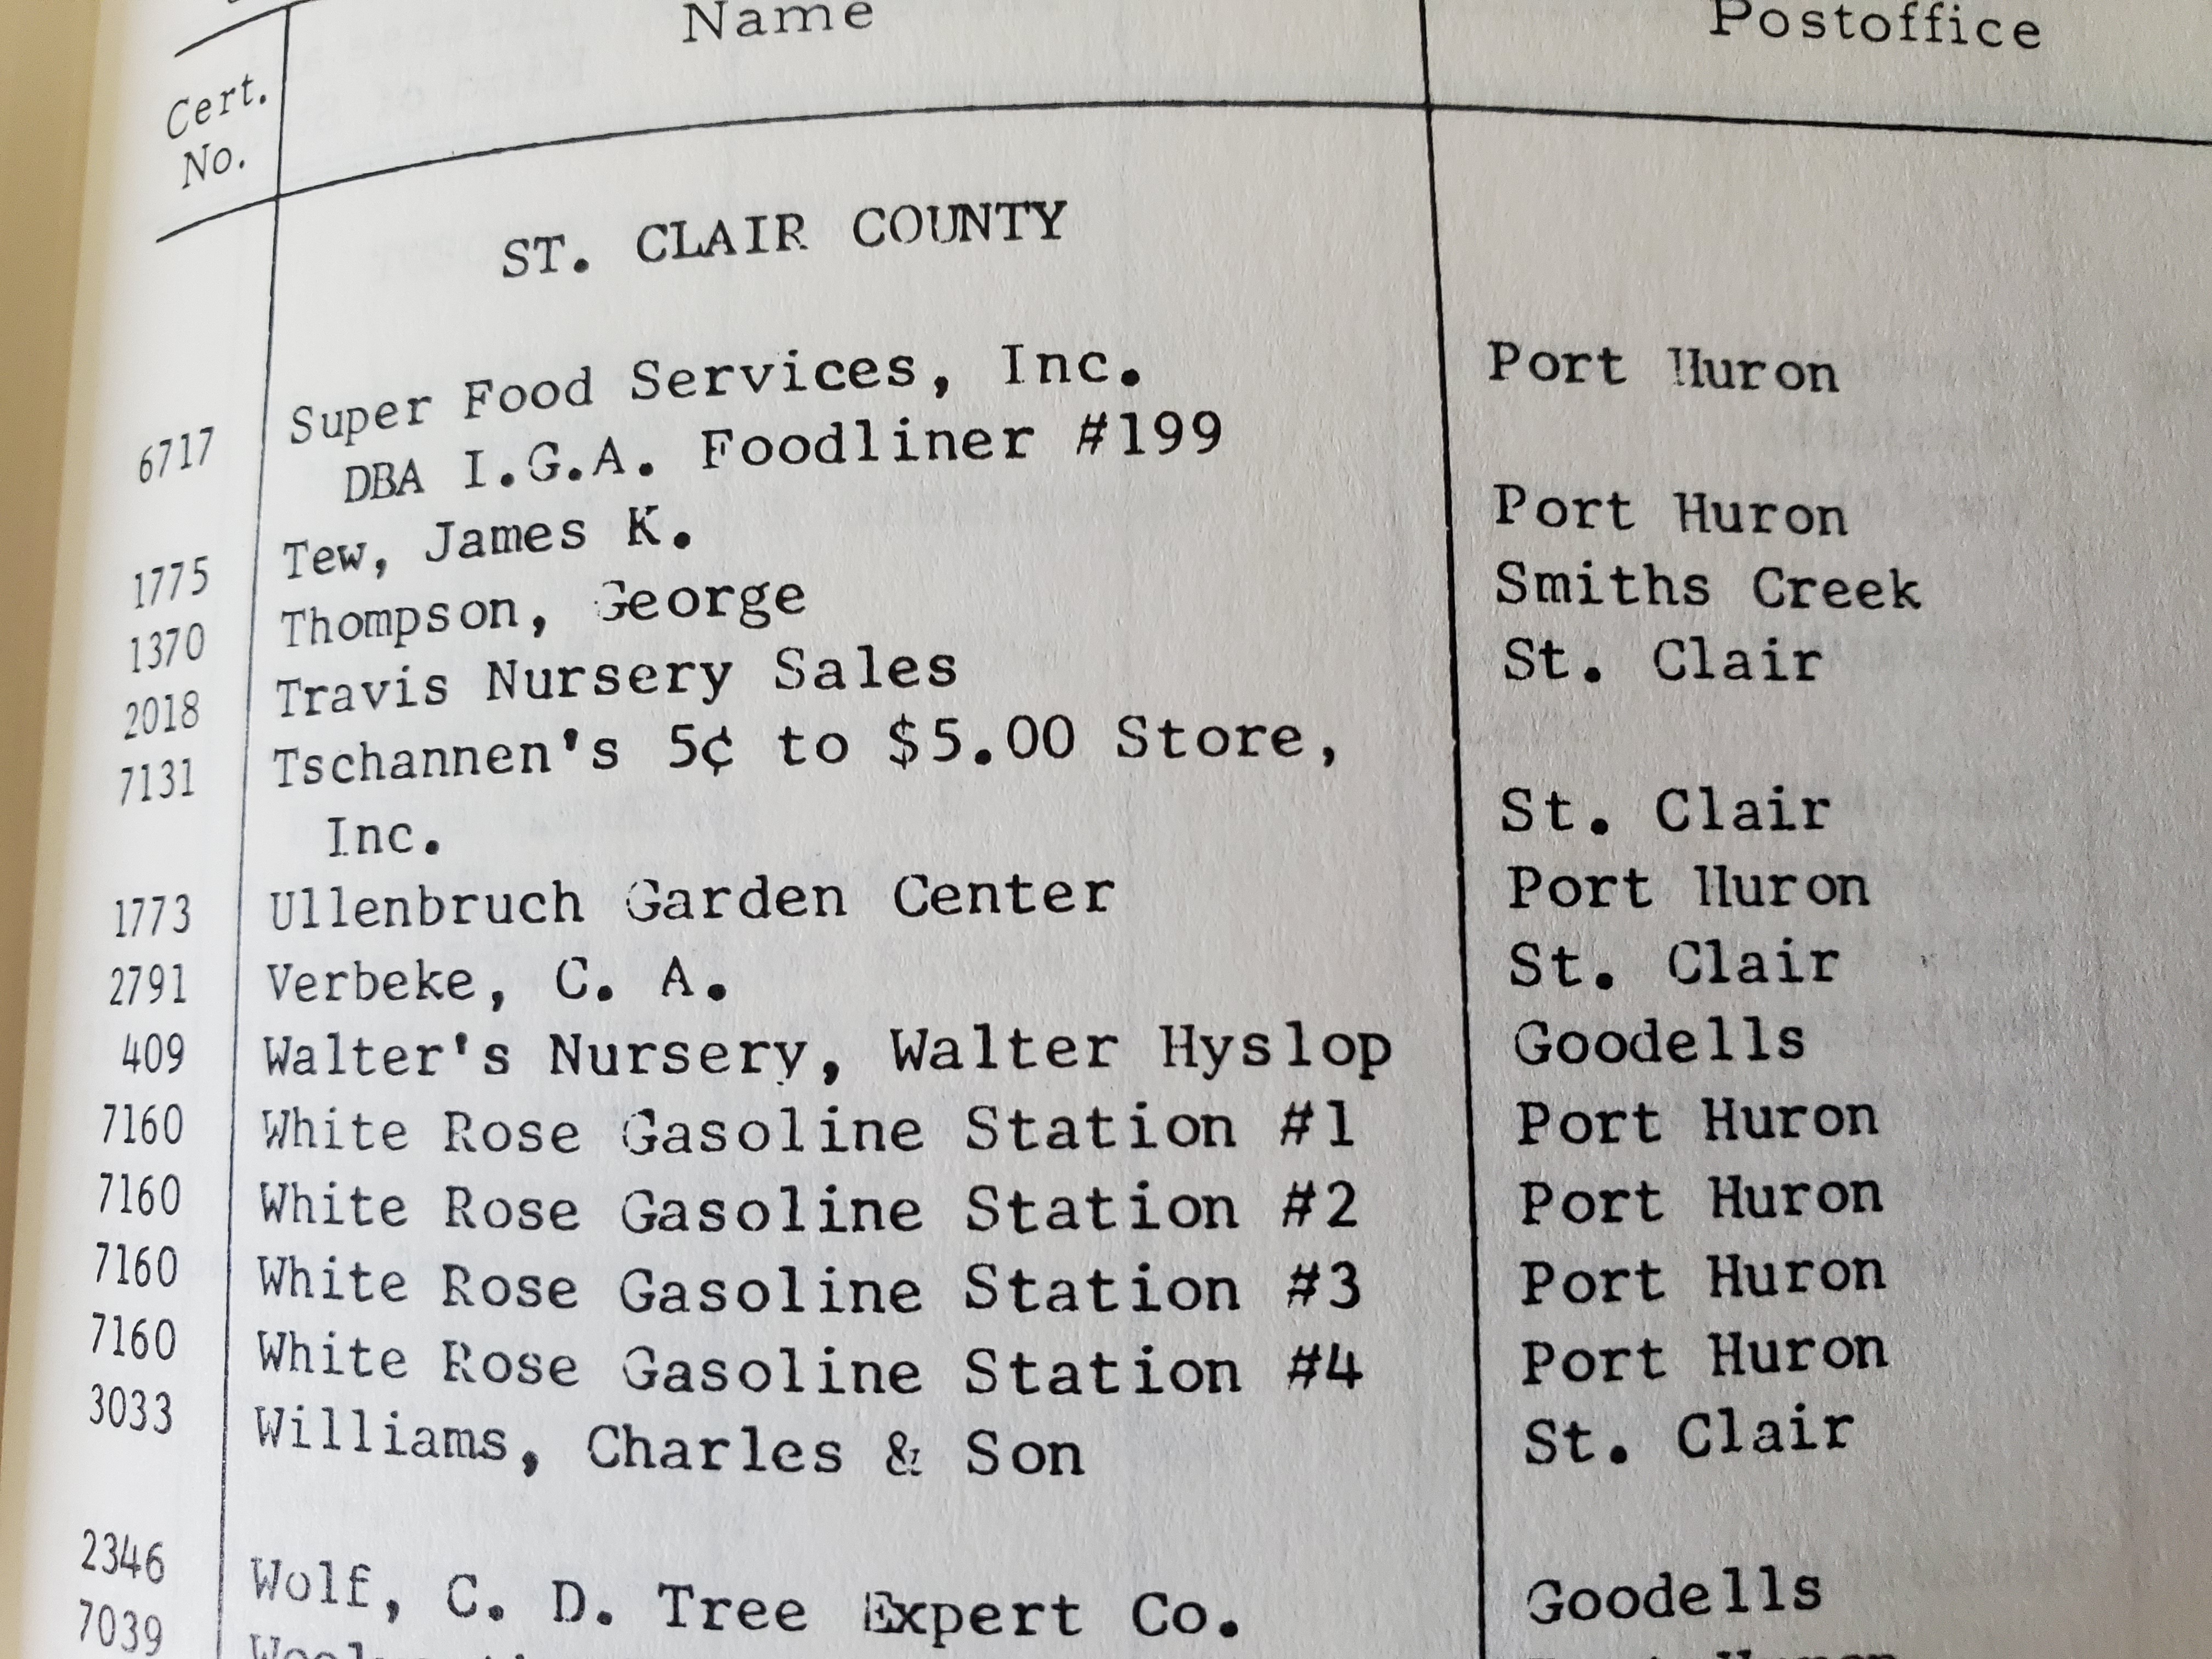 Name Postoffice
Cert.
No.
ST. CLAIR COUNTY
6717 Super Food Services, Inc. Port Huron
DBA I.G.A. Foodliner #199
1775 Tew, James K. Port Huron
1370 Thompson, George Smiths Creek
2018 Travis Nursery Sales St. Clair
7131 Tschannen's 5¢ to $5.00 Store,
Inc. St. Clair
1773 Ullenbruch Garden Center Port Huron
2791 Verbeke, C. A. St. Clair
409 Walter's Nursery, Walter Hyslop Goodells
7160 White Rose Gasoline Station #1 Port Huron
7160 White Rose Gasoline Station #2 Port Huron
7160 White Rose Gasoline Station #3 Port Huron
7160 White Rose Gasoline Station #4 Port Huron
3033 Williams, Charles & Son St. Clair
2346 Wolf, C. D. Tree Expert Co. Goodells
7039